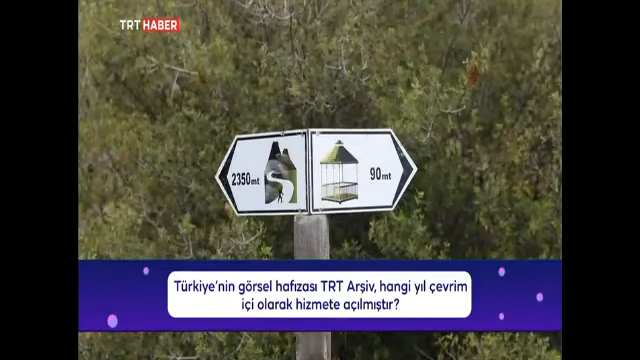 TRT HABER
2350mt
90mt
Türkiye'nin görsel hafızası TRT Arşiv, hangi yıl çevrim
içi olarak hizmete açılmıştır?